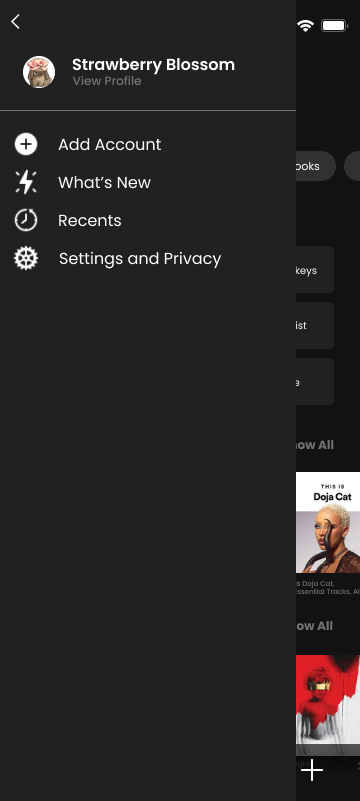 Strawberry Blossom
View Profile
Add Account
What’s New
Recents
Settings and Privacy
ooks
keys
ist
e
ow All
THIS IS
Doja Cat
is Doja Cat.
Essential Tracks, Al
ow All